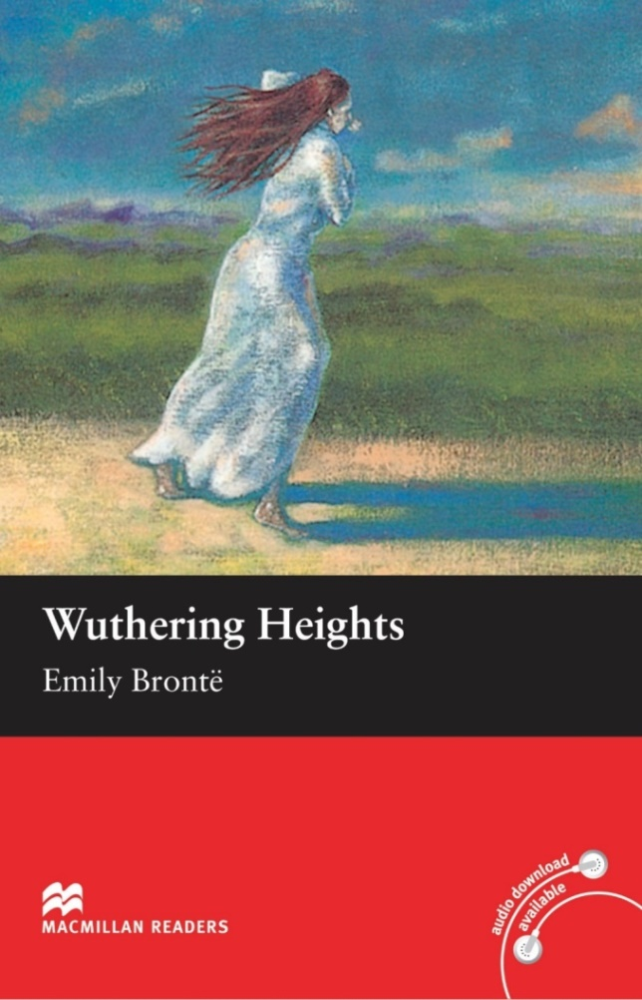 Wuthering Heights
Emily Brontë
MACMILLAN READERS
audio download
available